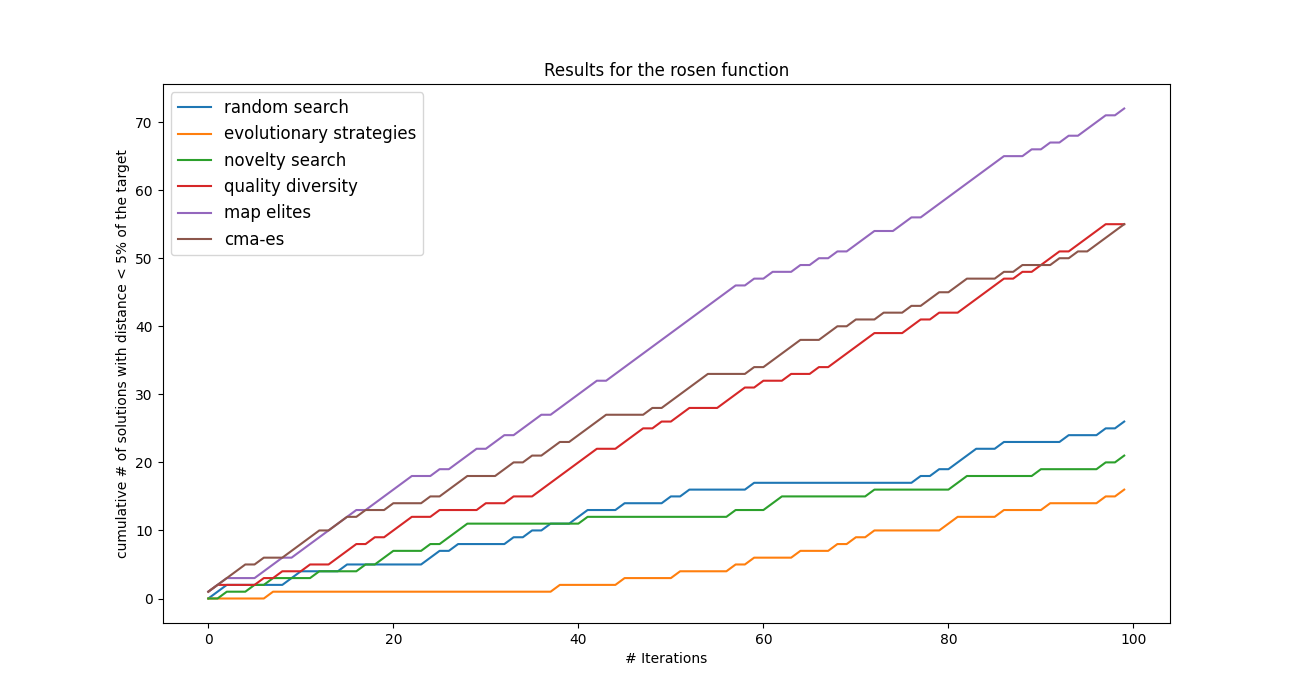 Results for the rosen function
random search
evolutionary strategies
novelty search
quality diversity
map elites
cma-es
cumulative # of solutions with distance < 5% of the target
70
60
50
40
30
20
10
0
0 20 40 60 80 100
# Iterations